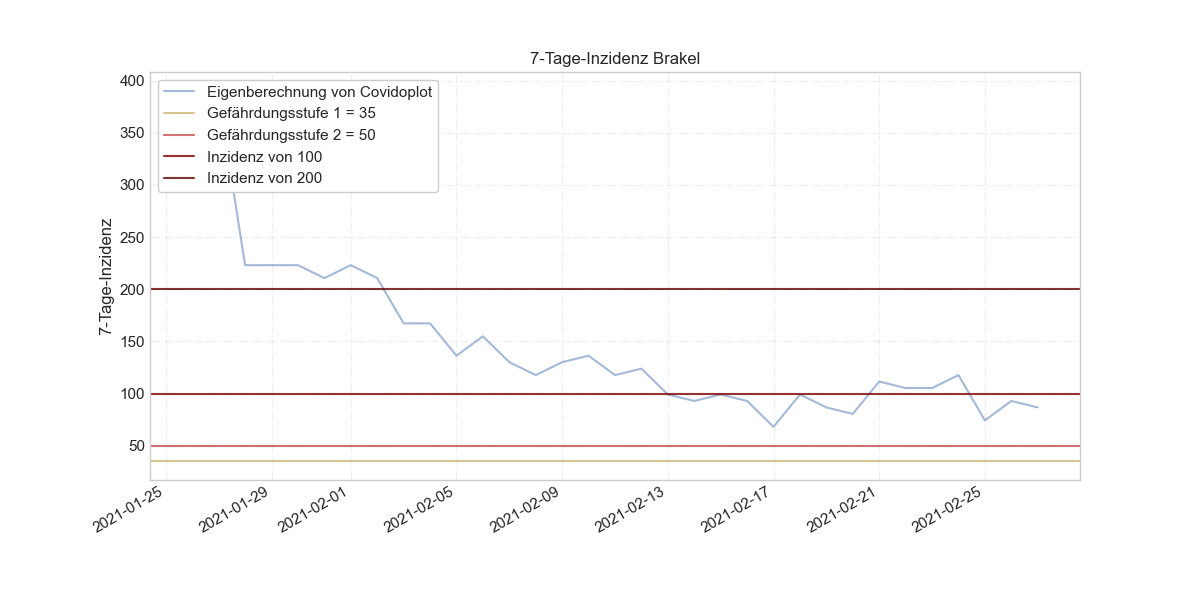 7-Tage-Inzidenz Brakel
400
350
300
250
200
150
100
50
7-Tage-Inzidenz
Eigenberechnung von Covidoplot
Gefährdungsstufe 1 = 35
Gefährdungsstufe 2 = 50
Inzidenz von 100
Inzidenz von 200
2021-01-25
2021-01-29
2021-02-01
2021-02-05
2021-02-09
2021-02-13
2021-02-17
2021-02-21
2021-02-25